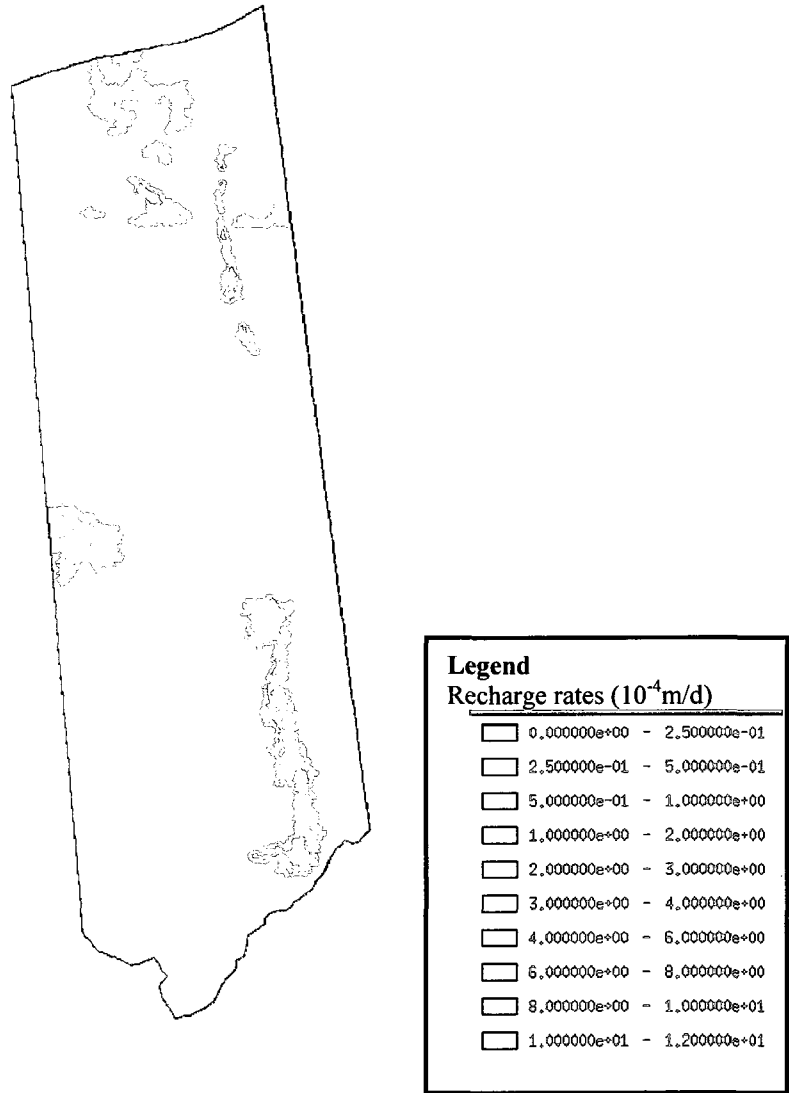 Legend
Recharge rates (10⁻⁴m/d)
0.000000e+00 - 2.500000e-01
2.500000e-01 - 5.000000e-01
5.000000e-01 - 1.000000e+00
1.000000e+00 - 2.000000e+00
2.000000e+00 - 3.000000e+00
3.000000e+00 - 4.000000e+00
4.000000e+00 - 6.000000e+00
6.000000e+00 - 8.000000e+00
8.000000e+00 - 1.000000e+01
1.000000e+01 - 1.200000e+01